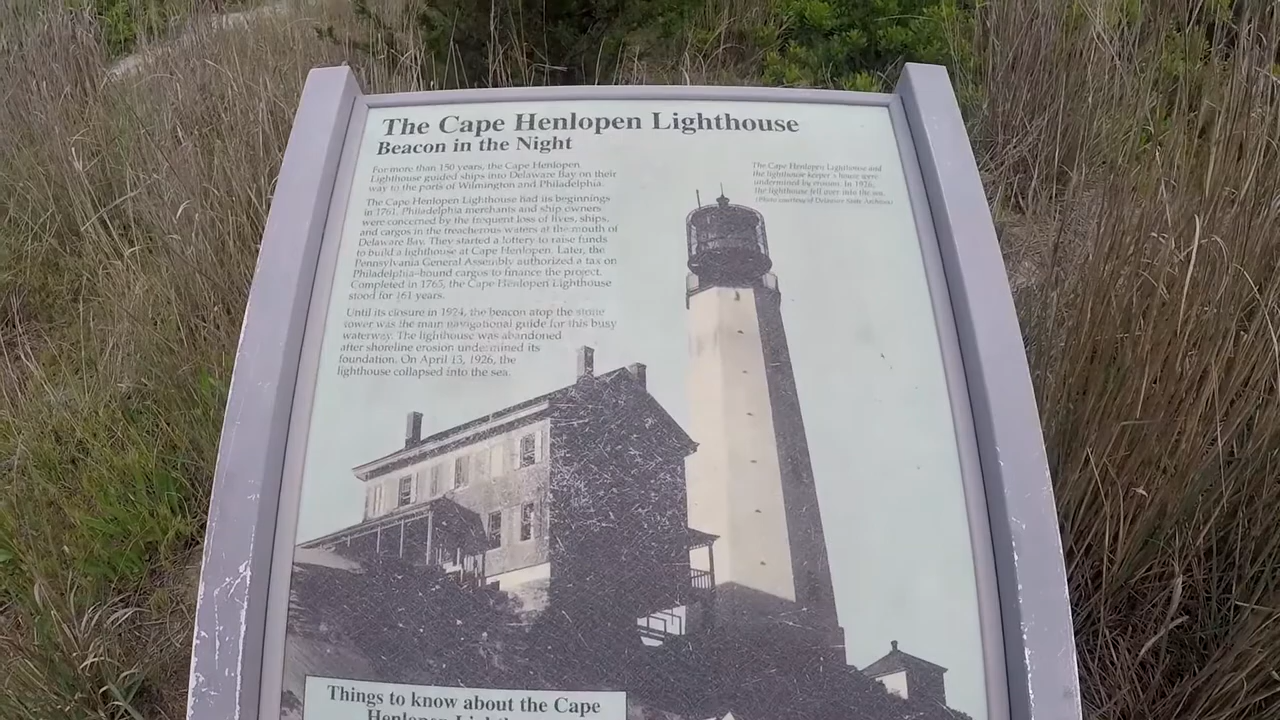 The Cape Henlopen Lighthouse
Beacon in the Night
For more than 150 years, the Cape Henlopen
Lighthouse guided ships into Delaware Bay on their
way to the ports of Wilmington and Philadelphia.
The Cape Henlopen Lighthouse had its beginnings
in 1761. Philadelphia merchants and ship owners
were concerned by the frequent loss of lives, ships,
and cargos in the treacherous waters at the mouth of
Delaware Bay. They started a lottery to raise funds
to build a lighthouse at Cape Henlopen. Later, the
Pennsylvania General Assembly authorized a tax on
Philadelphia-bound cargos to finance the project.
Completed in 1765, the Cape Henlopen Lighthouse
stood for 161 years.
Until its closure in 1924, the beacon atop the stone
tower was the main navigational guide for this busy
waterway. The lighthouse was abandoned
after shoreline erosion undermined its
foundation. On April 13, 1926, the
lighthouse collapsed into the sea.
The Cape Henlopen Lighthouse and
the lighthouse keeper's house were
undermined by erosion. In 1926,
the lighthouse fell over into the sea.
(Photo courtesy of Delaware State Archives)
Things to know about the Cape
Henlopen